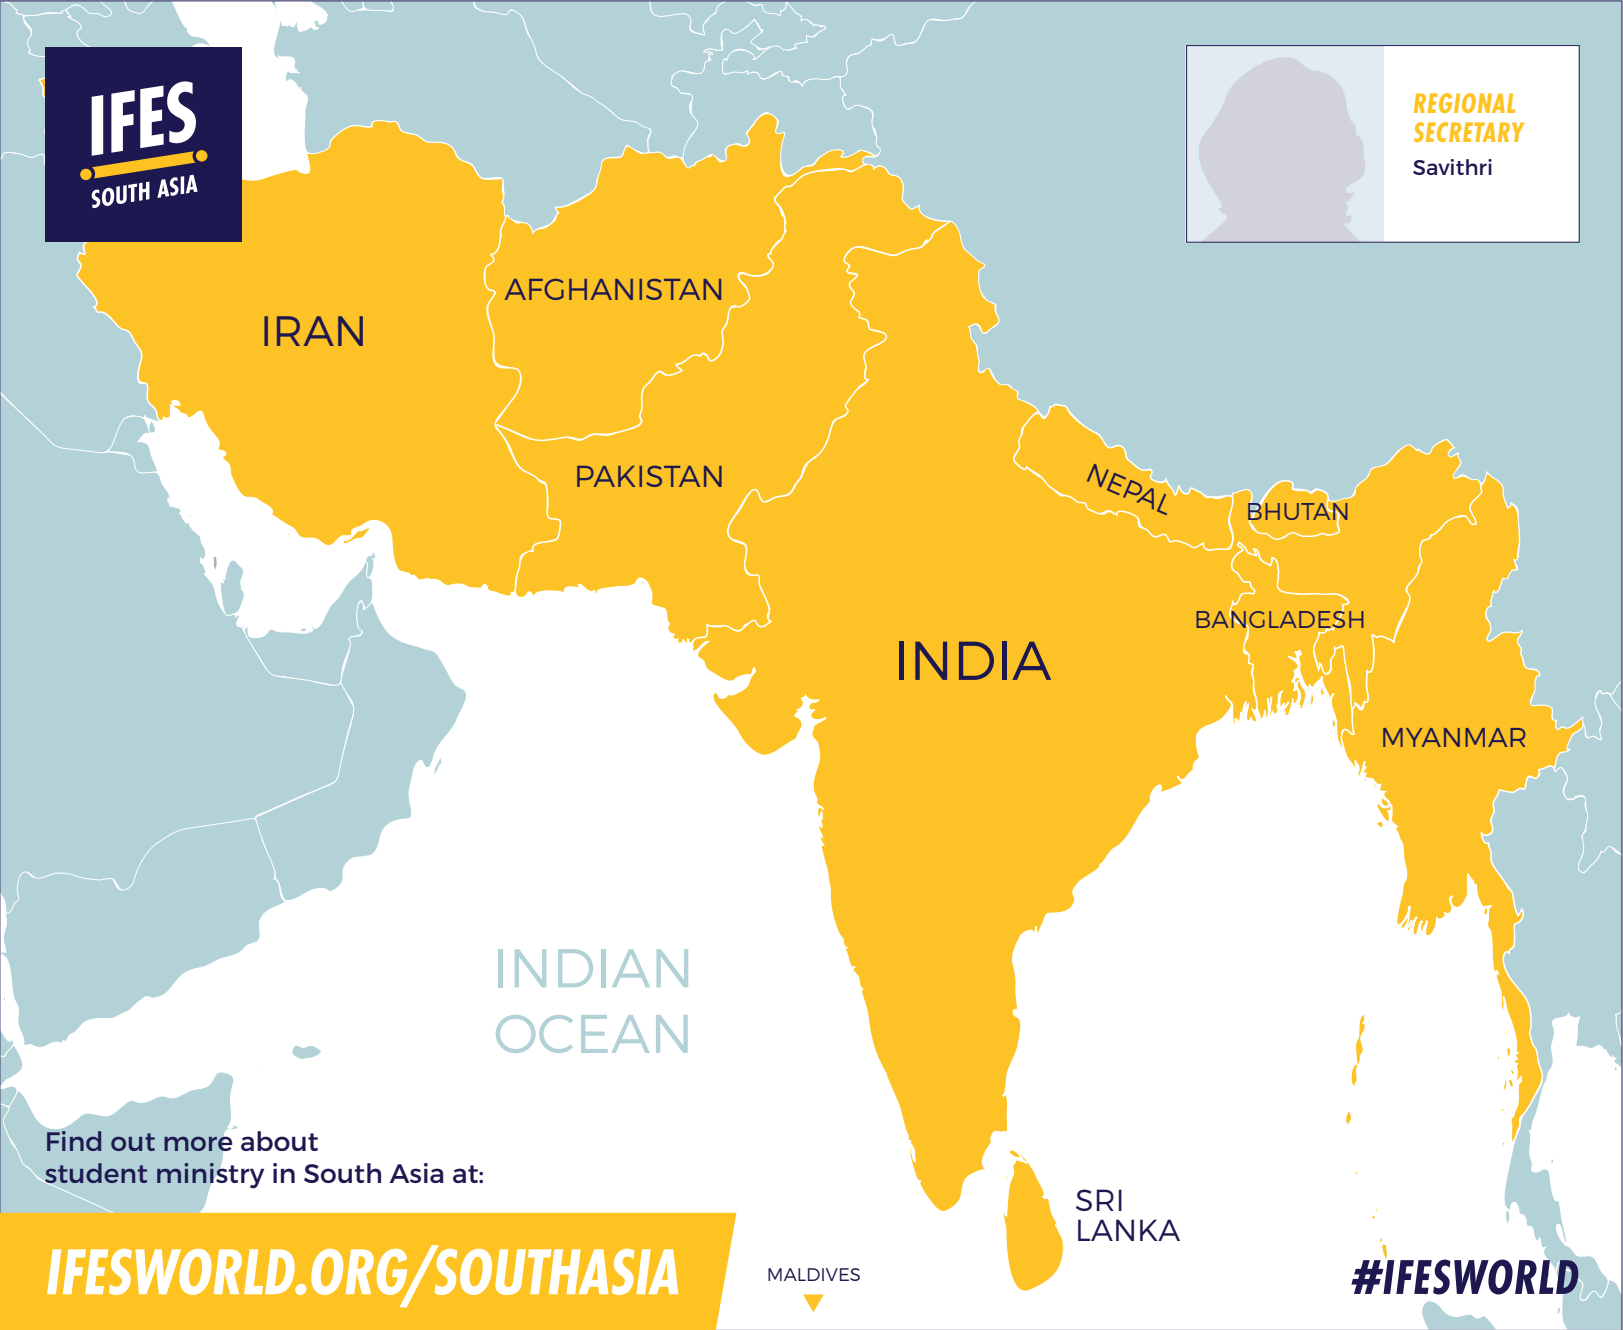 IFES
SOUTH ASIA
REGIONAL
SECRETARY
Savithri
AFGHANISTAN
IRAN
PAKISTAN
NEPAL
BHUTAN
BANGLADESH
INDIA
MYANMAR
INDIAN
OCEAN
Find out more about
student ministry in South Asia at:
SRI
LANKA
IFESWORLD.ORG/SOUTHASIA
MALDIVES
#IFESWORLD